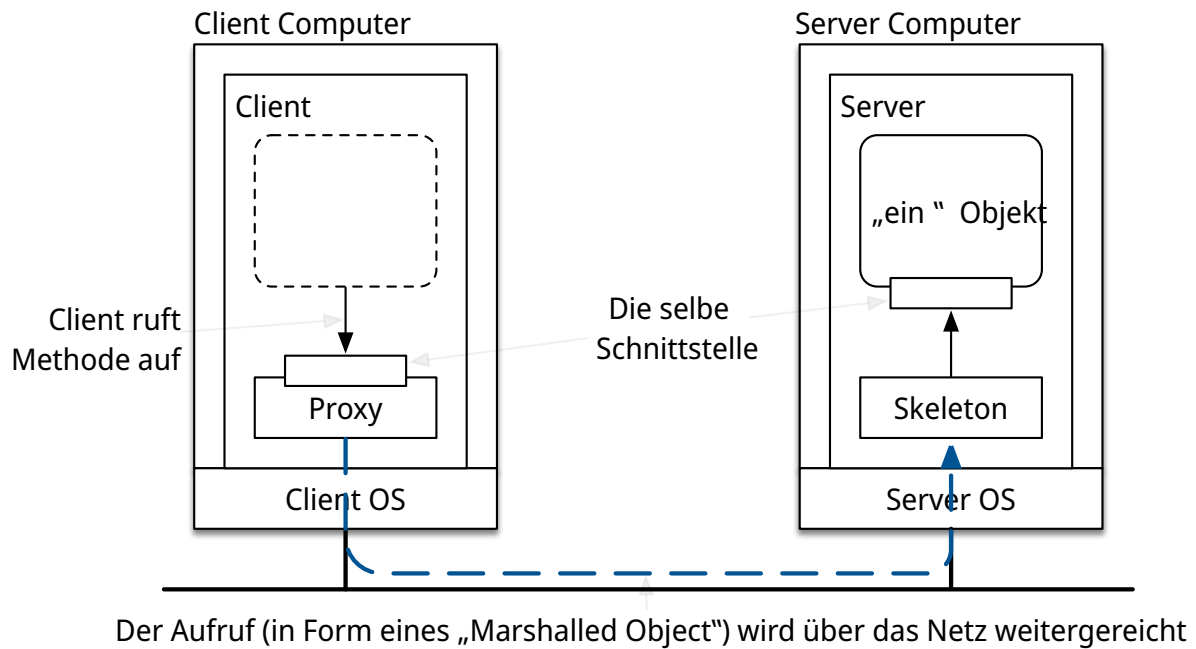 Client Computer
Server Computer
Client
Server
„ein “ Objekt
Client ruft
Methode auf
Die selbe
Schnittstelle
Proxy
Skeleton
Client OS
Server OS
Der Aufruf (in Form eines „Marshalled Object“) wird über das Netz weitergereicht